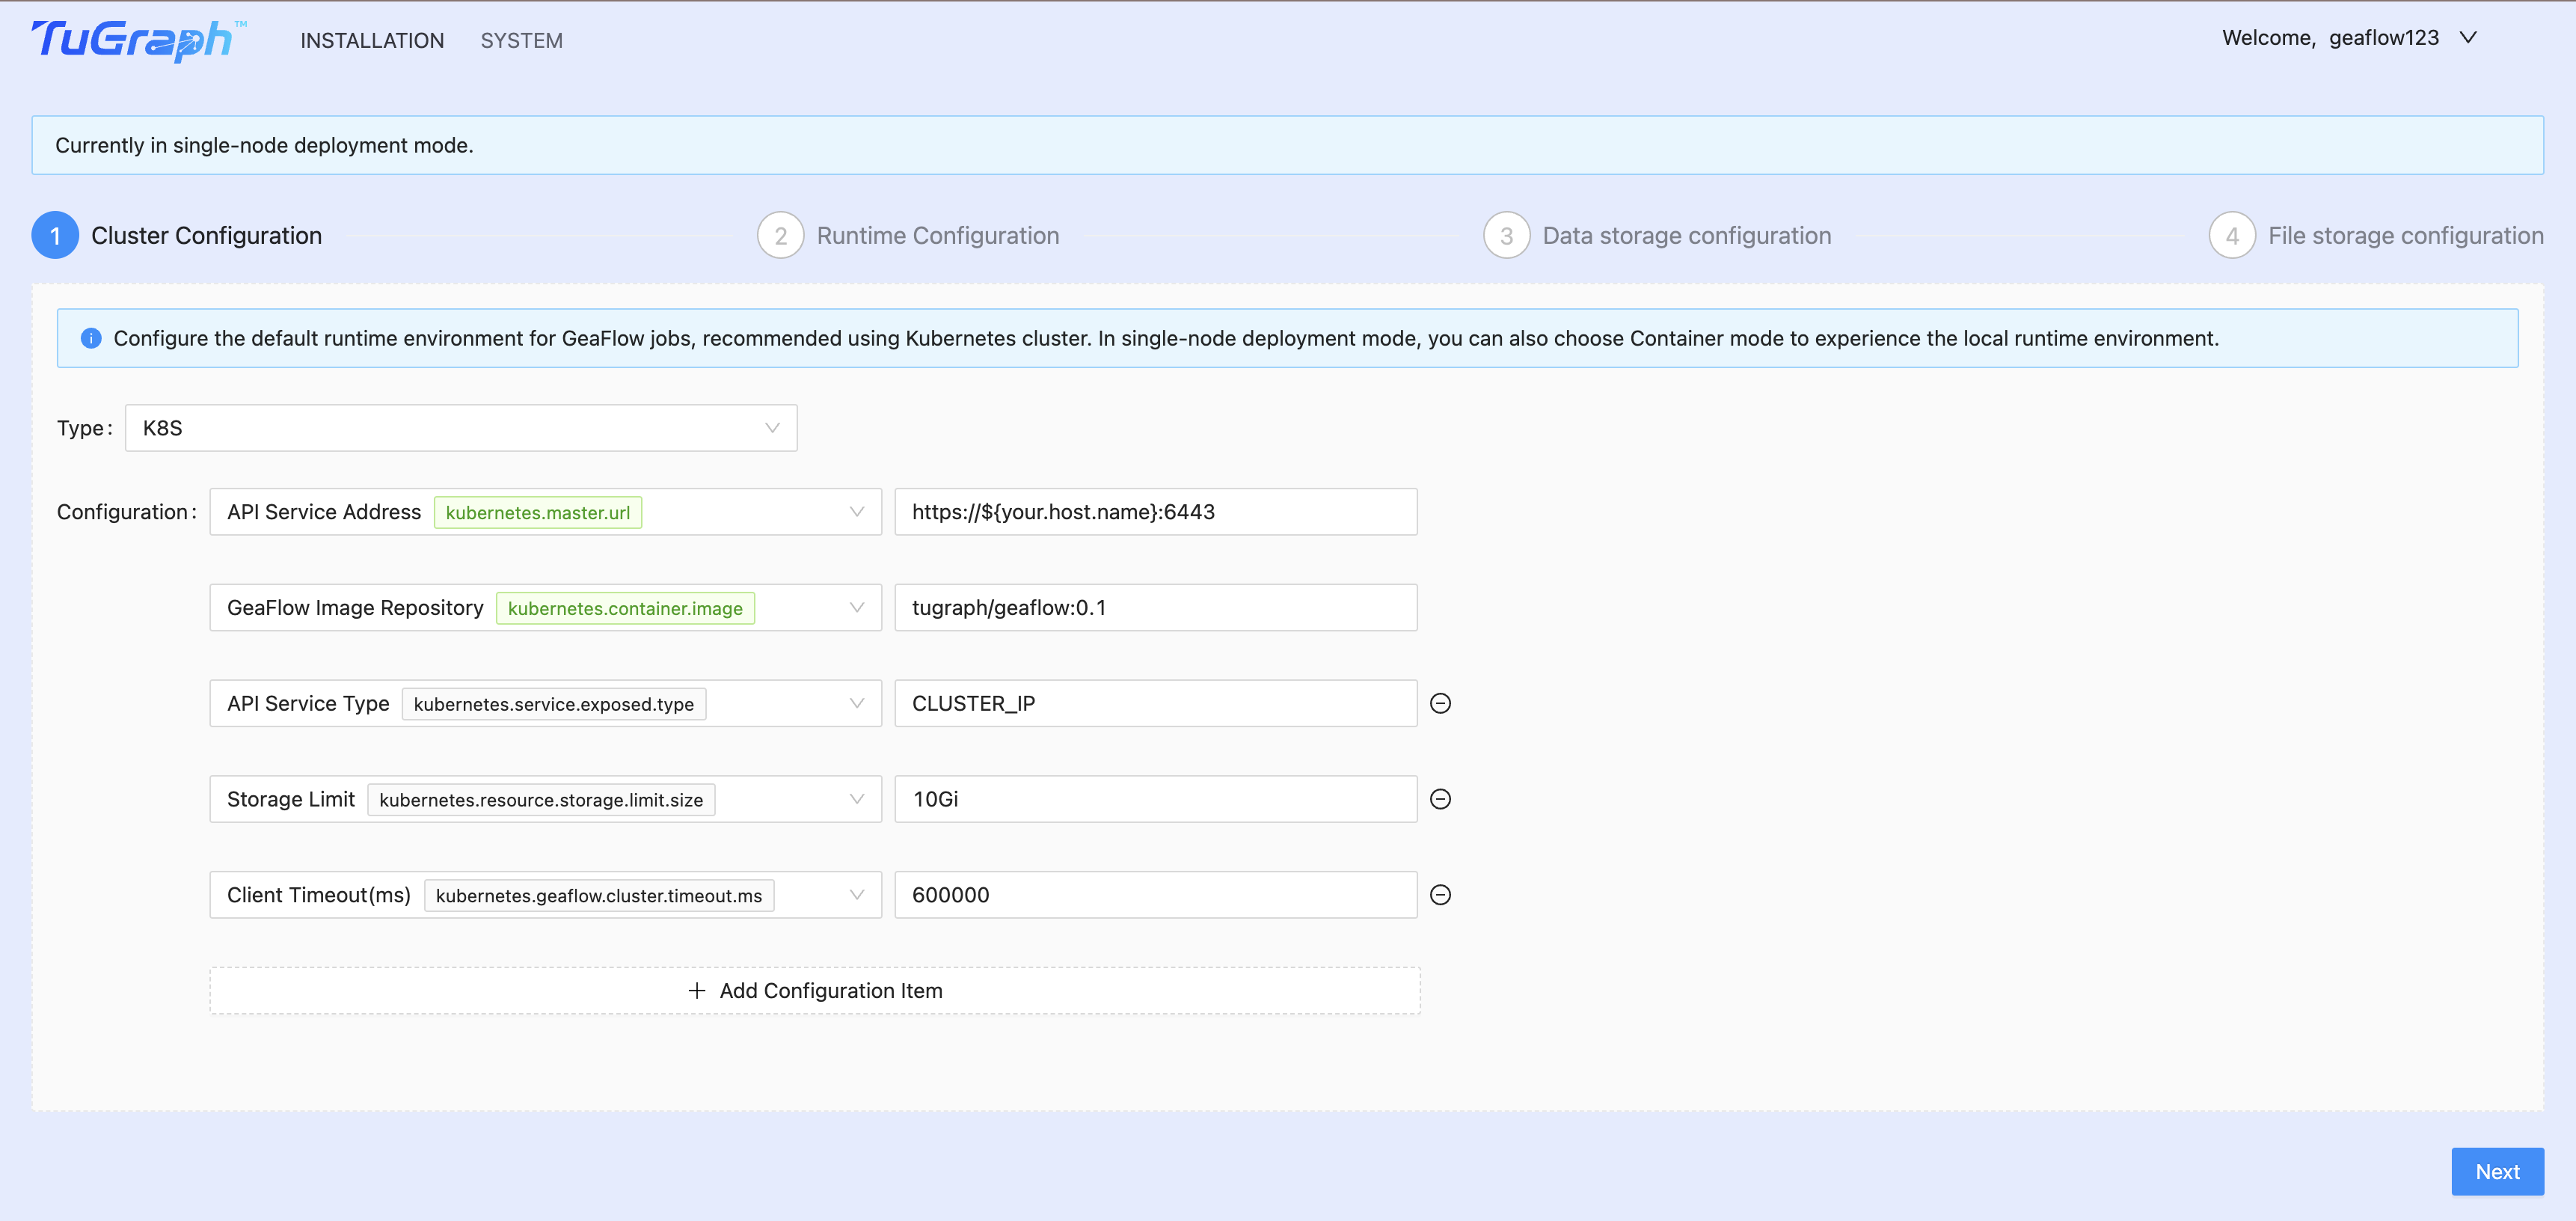 TuGraph™ INSTALLATION SYSTEM Welcome, geaflow123
Currently in single-node deployment mode.
1 Cluster Configuration 2 Runtime Configuration 3 Data storage configuration 4 File storage configuration
Configure the default runtime environment for GeaFlow jobs, recommended using Kubernetes cluster. In single-node deployment mode, you can also choose Container mode to experience the local runtime environment.
Type: K8S
Configuration: API Service Address kubernetes.master.url https://${your.host.name}:6443
GeaFlow Image Repository kubernetes.container.image tugraph/geaflow:0.1
API Service Type kubernetes.service.exposed.type CLUSTER_IP
Storage Limit kubernetes.resource.storage.limit.size 10Gi
Client Timeout(ms) kubernetes.geaflow.cluster.timeout.ms 600000
+ Add Configuration Item
Next